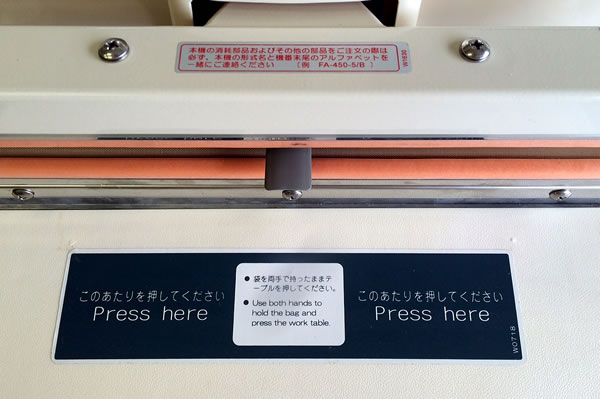 本機の消耗部品およびその他の部品をご注文の際は
必ず、本機の形式名と機番末尾のアルファベットを
一緒にご連絡ください [例 FA-450-5/B ]
W1630
このあたりを押してください
Press here
● 袋を両手で持ったままテ
ーブルを押してください。
● Use both hands to
hold the bag and
press the work table.
このあたりを押してください
Press here
W071B